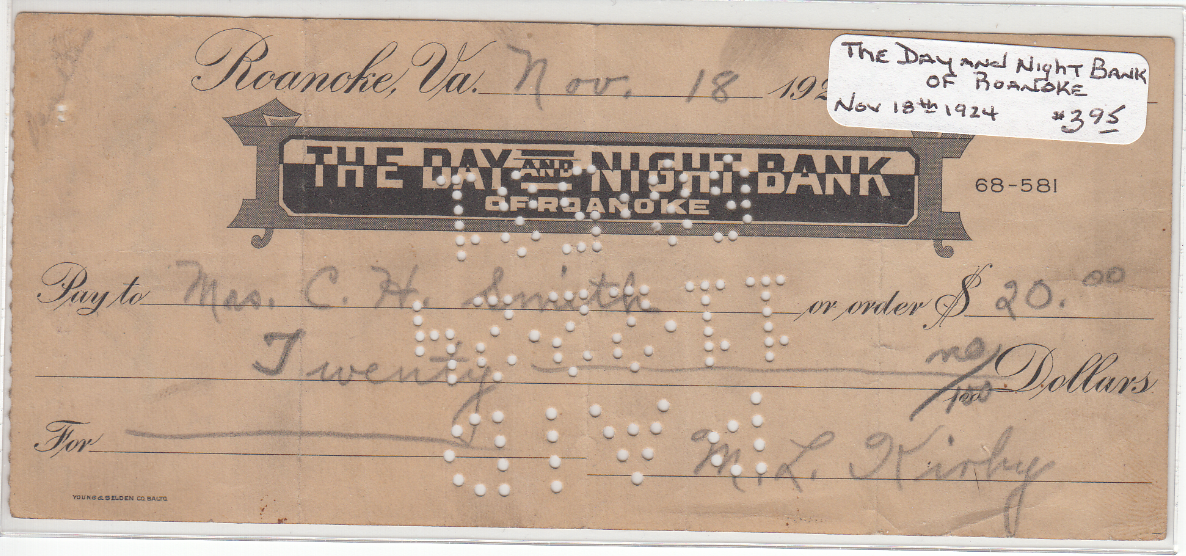 Roanoke, Va. Nov. 18 192
The Day and Night Bank
of Roanoke
Nov 18th 1924 $3.95
THE DAY AND NIGHT BANK
OF ROANOKE
68-581
Pay to Mrs. C. H. Smith or order $ 20.00
Twenty no/100 Dollars
For
M. L. Kirby
YOUNG & SELDEN CO. BALTO.